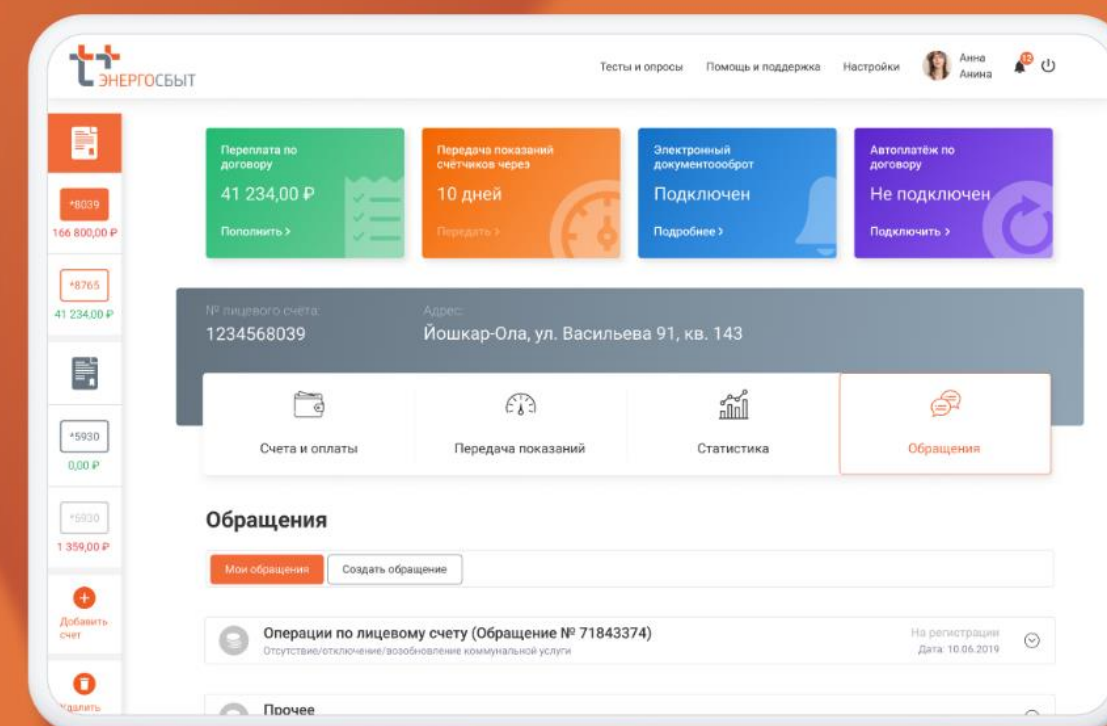 ЭНЕРГОСБЫТ
Тесты и опросы
Помощь и поддержка
Настройки
Анна
Анина
12
Переплата по
договору
41 234,00 ₽
Пополнить >
Передача показаний
счётчиков через
10 дней
Передать >
Электронный
документоооброт
Подключен
Подробнее >
Автоплатёж по
договору
Не подключен
Подключить >
*8039
166 800,00 ₽
*8765
41 234,00 ₽
*5930
0,00 ₽
*5930
1 359,00 ₽
Добавить
счет
Удалить
№ лицевого счёта:
1234568039
Адрес:
Йошкар-Ола, ул. Васильева 91, кв. 143
Счета и оплаты
Передача показаний
Статистика
Обращения
Обращения
Мои обращения
Создать обращение
Операции по лицевому счету (Обращение № 71843374)
Отсутствие/отключение/возобновление коммунальной услуги
На регистрации
Дата: 10.06.2019
Прочее